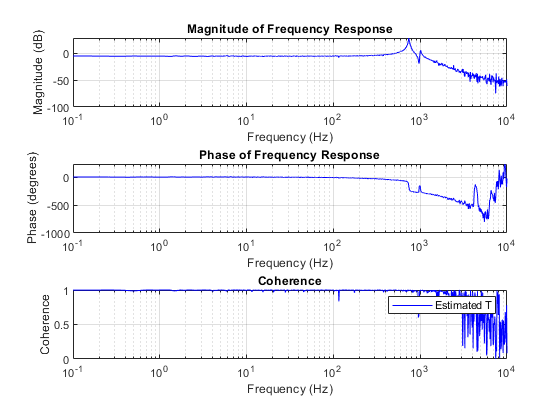 Magnitude of Frequency Response
Magnitude (dB)
0
-50
-100
10^-1
10^0
10^1
10^2
10^3
10^4
Frequency (Hz)
Phase of Frequency Response
Phase (degrees)
0
-500
-1000
10^-1
10^0
10^1
10^2
10^3
10^4
Frequency (Hz)
Coherence
Coherence
1
0.5
0
Estimated T
10^-1
10^0
10^1
10^2
10^3
10^4
Frequency (Hz)